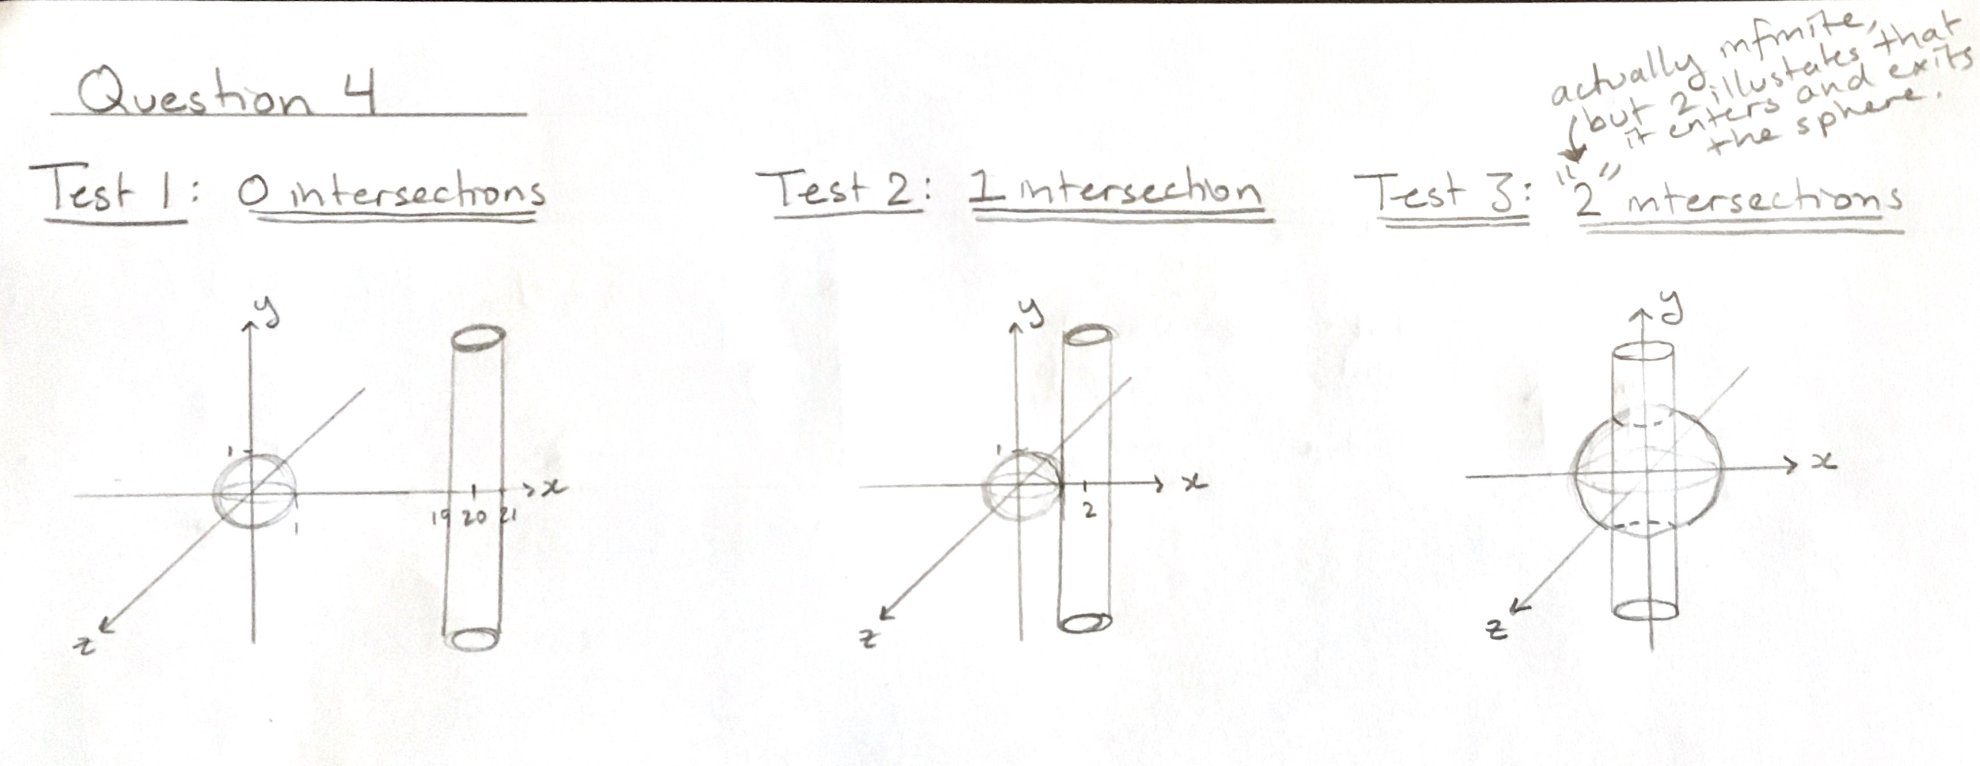 Question 4
actually infinite,
but 2 illustates that
it enters and exits
the sphere.
Test 1: 0 intersections
Test 2: 1 intersection
Test 3: "2" intersections
y
1
x
19 20 21
1
z
y
1
x
2
z
y
x
z